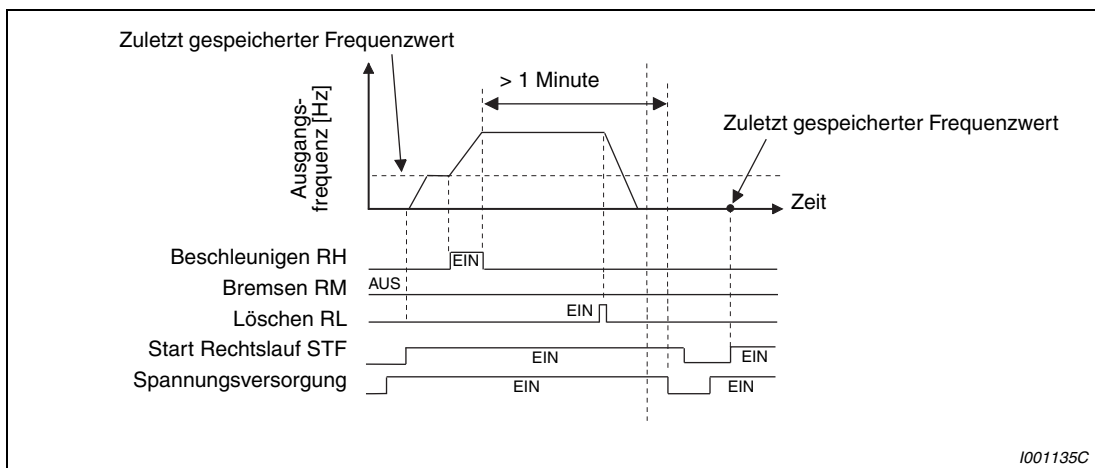 Zuletzt gespeicherter Frequenzwert
> 1 Minute
Zuletzt gespeicherter Frequenzwert
Ausgangs-
frequenz [Hz]
Zeit
Beschleunigen RH
EIN
Bremsen RM
AUS
Löschen RL
EIN
Start Rechtslauf STF
EIN
EIN
Spannungsversorgung
EIN
EIN
I001135C